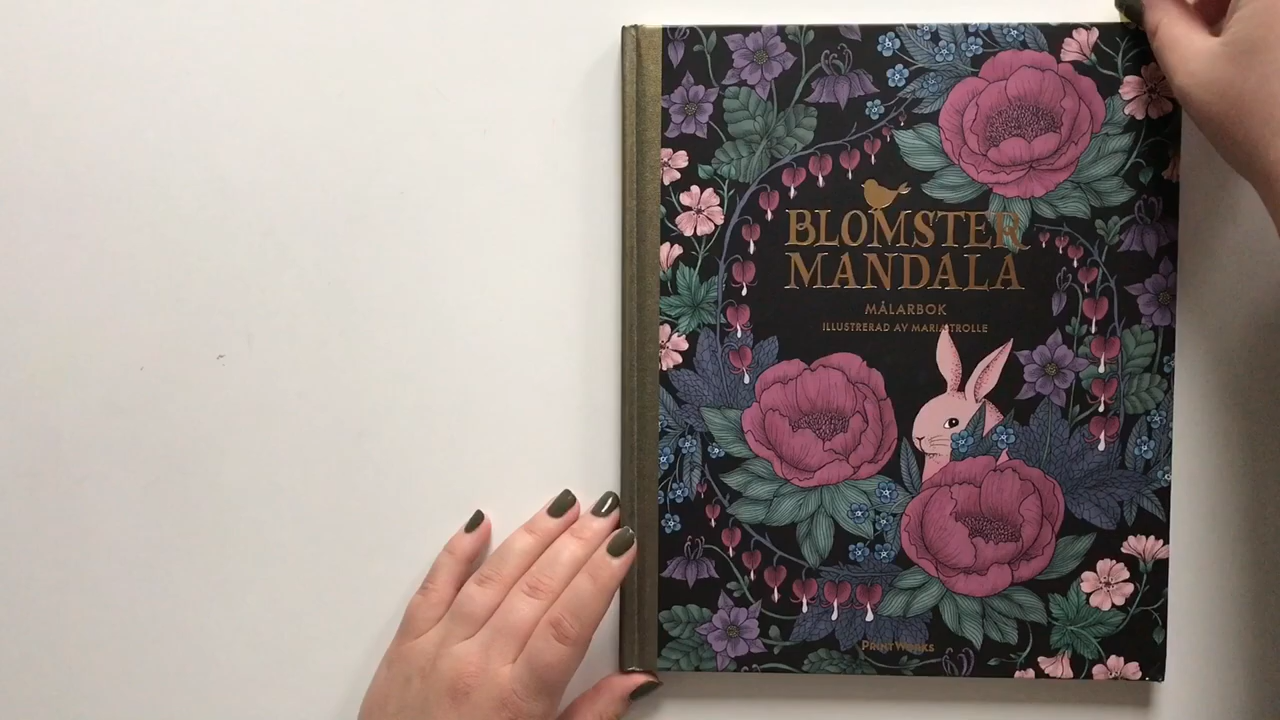 BLOMSTER
MANDALA
MÅLARBOK
ILLUSTRERAD AV MARIA TROLLE
PRINTWORKS